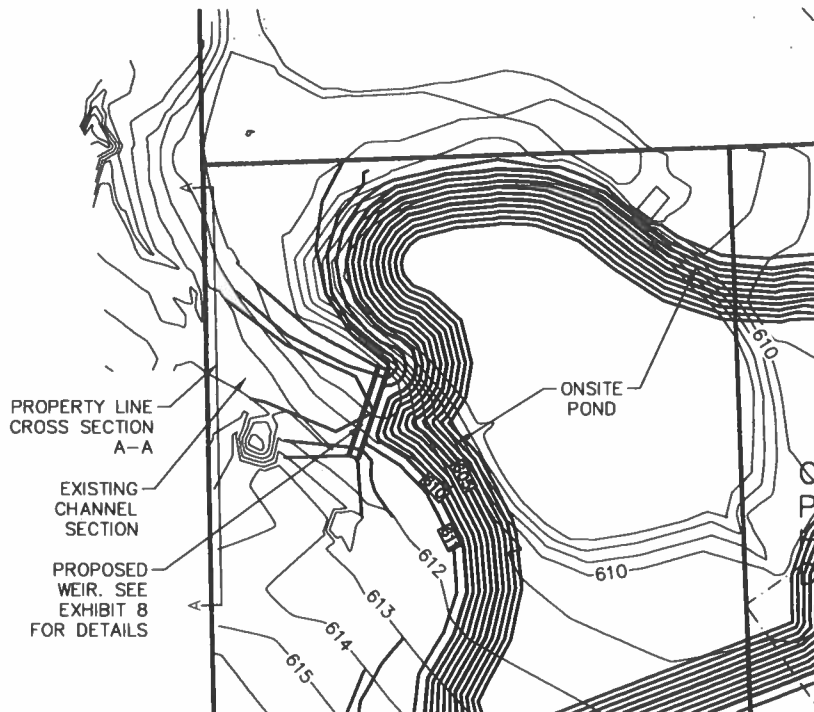 610
ONSITE
POND
PROPERTY LINE
CROSS SECTION
A-A
EXISTING
CHANNEL
SECTION
PROPOSED
WEIR. SEE
EXHIBIT 8
FOR DETAILS
610
611
612
610
613
614
615